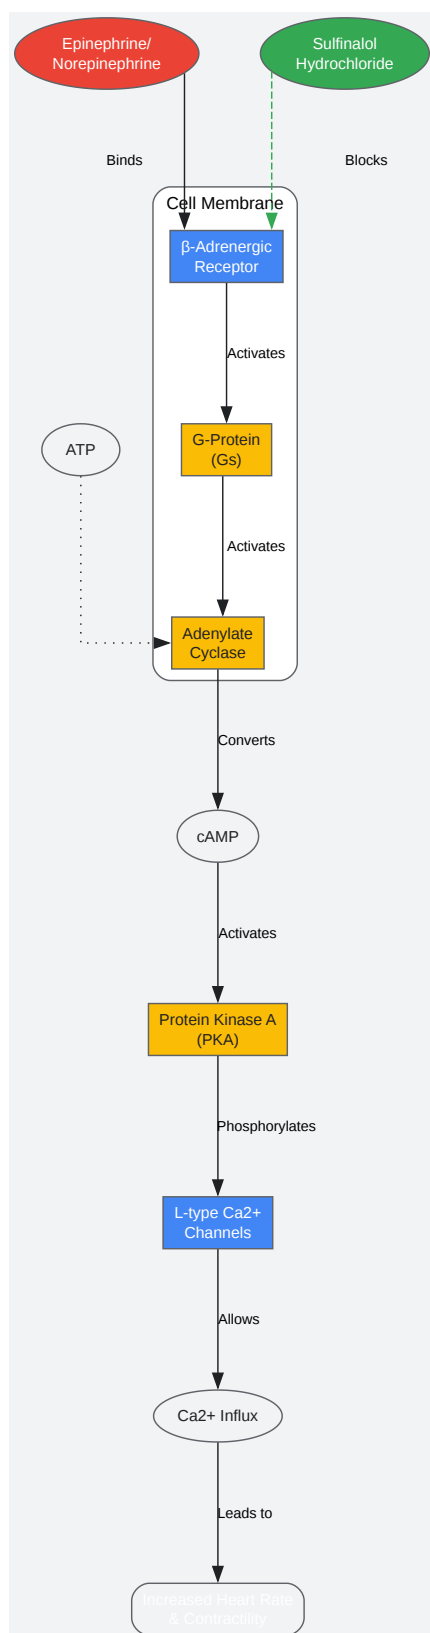 Epinephrine/
Norepinephrine
Sulfinalol
Hydrochloride
Binds
Blocks
Cell Membrane
β-Adrenergic
Receptor
Activates
G-Protein
(Gs)
ATP
Activates
Adenylate
Cyclase
Converts
cAMP
Activates
Protein Kinase A
(PKA)
Phosphorylates
L-type Ca2+
Channels
Allows
Ca2+ Influx
Leads to
Increased Heart Rate
& Contractility